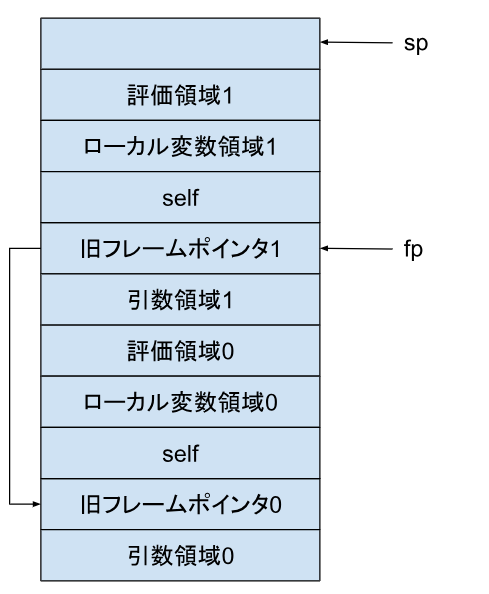 sp
評価領域1
ローカル変数領域1
self
旧フレームポインタ1
fp
引数領域1
評価領域0
ローカル変数領域0
self
旧フレームポインタ0
引数領域0